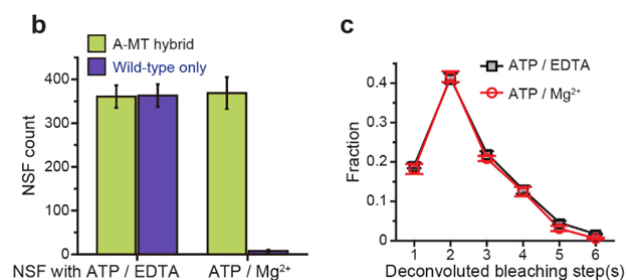 b
A-MT hybrid
Wild-type only
NSF count
400
300
200
100
0
NSF with ATP / EDTA
ATP / Mg²⁺
c
ATP / EDTA
ATP / Mg²⁺
Fraction
0.4
0.3
0.2
0.1
0
1 2 3 4 5 6
Deconvoluted bleaching step(s)